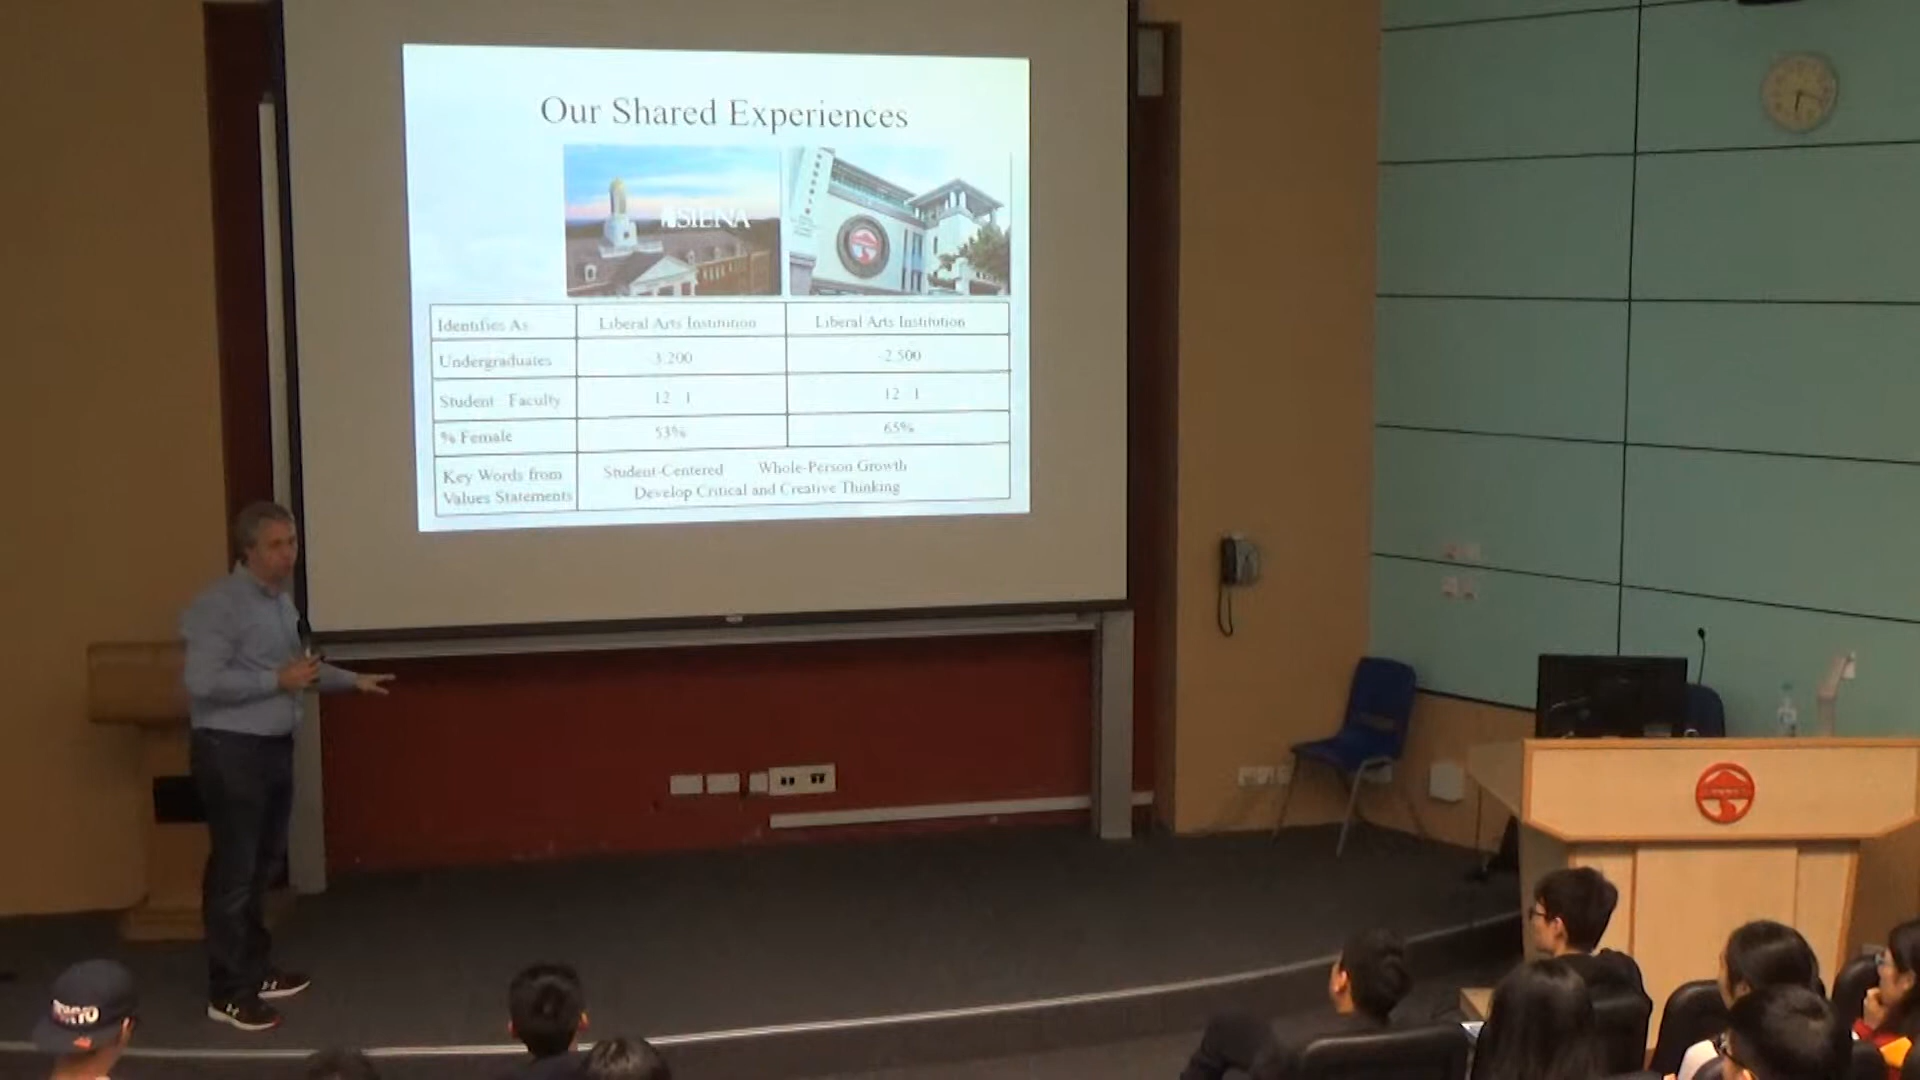 Our Shared Experiences
SIENA
Identifies As Liberal Arts Institution Liberal Arts Institution
Undergraduates ~3,200 ~2,500
Student : Faculty 12 : 1 12 : 1
% Female 53% 65%
Key Words from Values Statements
Student-Centered Whole-Person Growth
Develop Critical and Creative Thinking